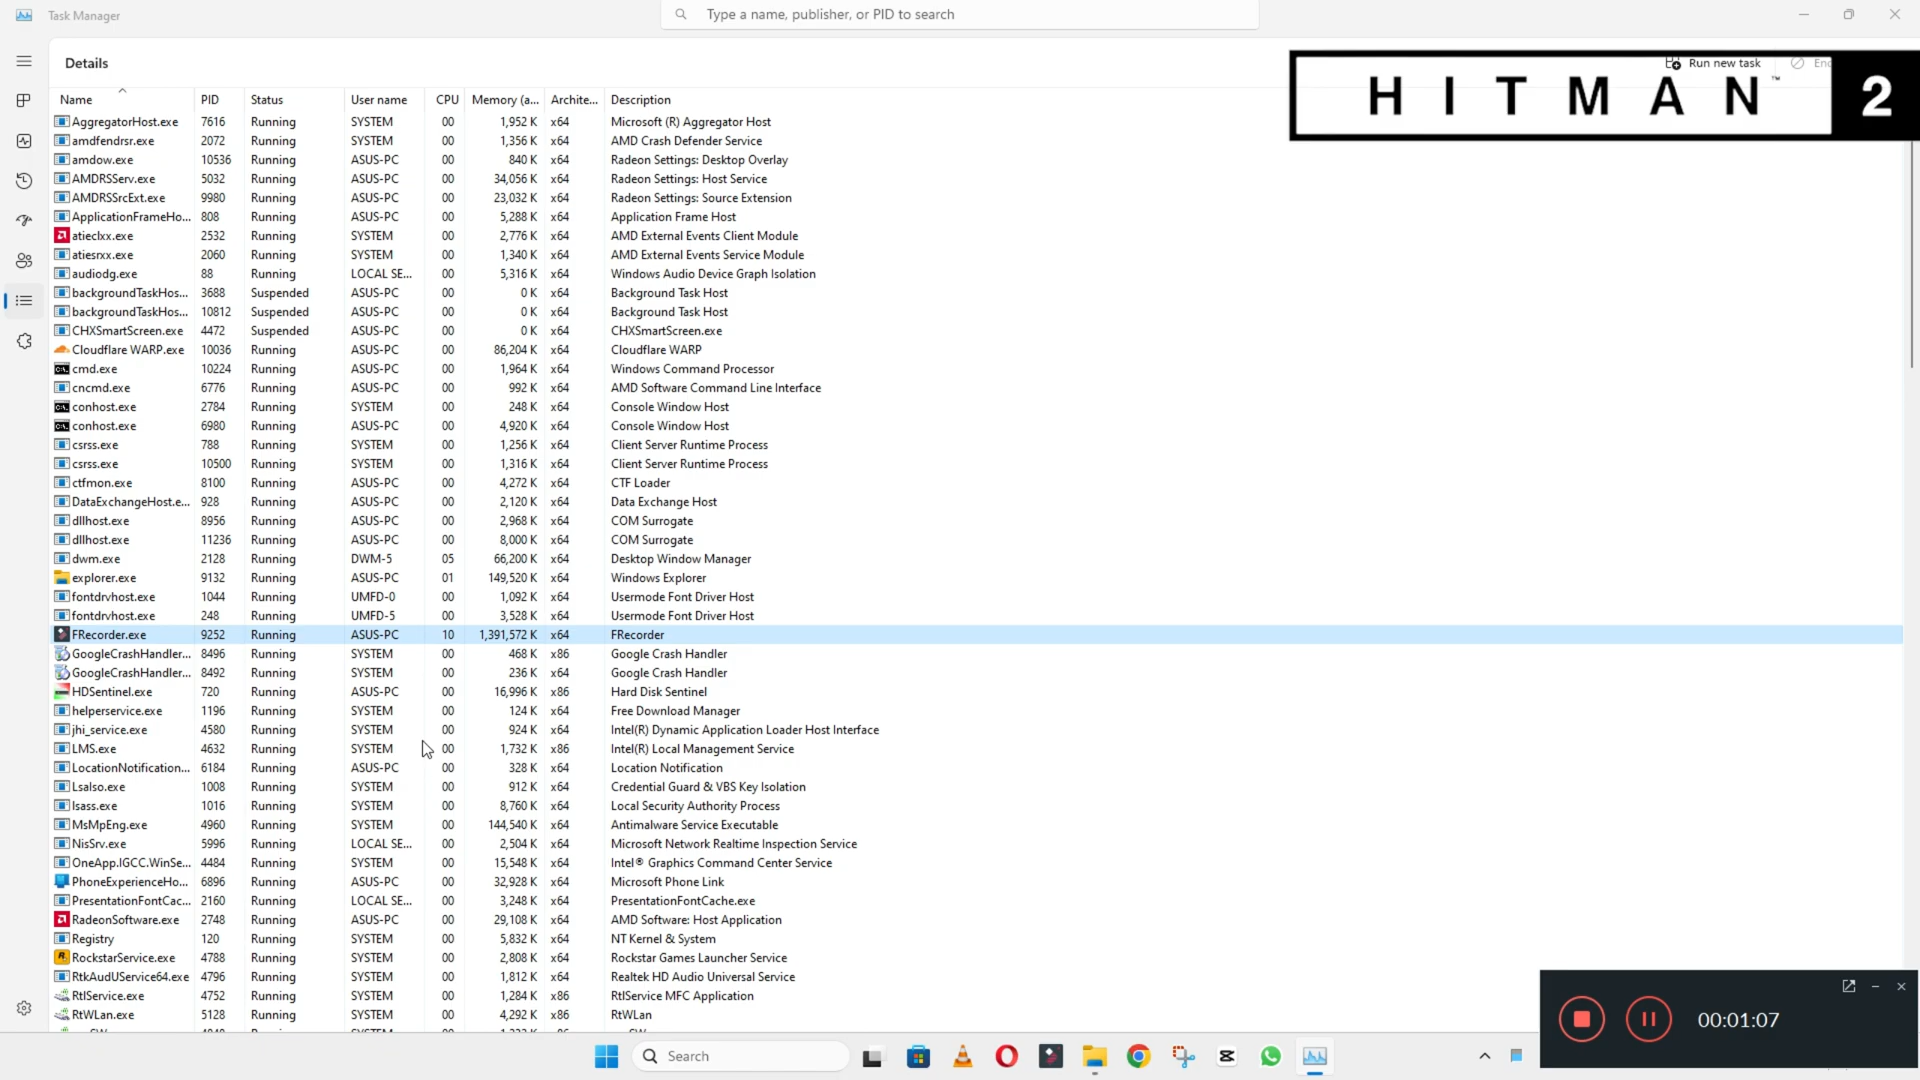 Task Manager
Type a name, publisher, or PID to search
Details
Run new task
HITMAN™ 2
Name PID Status User name CPU Memory (a... Archite... Description
AggregatorHost.exe 7616 Running SYSTEM 00 1,952 K x64 Microsoft (R) Aggregator Host
amdfendrsr.exe 2072 Running SYSTEM 00 1,356 K x64 AMD Crash Defender Service
amdow.exe 10536 Running ASUS-PC 00 840 K x64 Radeon Settings: Desktop Overlay
AMDRSServ.exe 5032 Running ASUS-PC 00 34,056 K x64 Radeon Settings: Host Service
AMDRSSrcExt.exe 9980 Running ASUS-PC 00 23,032 K x64 Radeon Settings: Source Extension
ApplicationFrameHo... 808 Running ASUS-PC 00 5,288 K x64 Application Frame Host
atieclxx.exe 2532 Running SYSTEM 00 2,776 K x64 AMD External Events Client Module
atiesrxx.exe 2060 Running SYSTEM 00 1,340 K x64 AMD External Events Service Module
audiodg.exe 88 Running LOCAL SE... 00 5,316 K x64 Windows Audio Device Graph Isolation
backgroundTaskHos... 3688 Suspended ASUS-PC 00 0 K x64 Background Task Host
backgroundTaskHos... 10812 Suspended ASUS-PC 00 0 K x64 Background Task Host
CHXSmartScreen.exe 4472 Suspended ASUS-PC 00 0 K x64 CHXSmartScreen.exe
Cloudflare WARP.exe 10036 Running ASUS-PC 00 86,204 K x64 Cloudflare WARP
cmd.exe 10224 Running ASUS-PC 00 1,964 K x64 Windows Command Processor
cncmd.exe 6776 Running ASUS-PC 00 992 K x64 AMD Software Command Line Interface
conhost.exe 2784 Running SYSTEM 00 248 K x64 Console Window Host
conhost.exe 6980 Running ASUS-PC 00 4,920 K x64 Console Window Host
csrss.exe 788 Running SYSTEM 00 1,256 K x64 Client Server Runtime Process
csrss.exe 10500 Running SYSTEM 00 1,316 K x64 Client Server Runtime Process
ctfmon.exe 8100 Running ASUS-PC 00 4,272 K x64 CTF Loader
DataExchangeHost.e... 928 Running ASUS-PC 00 2,120 K x64 Data Exchange Host
dllhost.exe 8956 Running ASUS-PC 00 2,968 K x64 COM Surrogate
dllhost.exe 11236 Running ASUS-PC 00 8,000 K x64 COM Surrogate
dwm.exe 2128 Running DWM-5 05 66,200 K x64 Desktop Window Manager
explorer.exe 9132 Running ASUS-PC 01 149,520 K x64 Windows Explorer
fontdrvhost.exe 1044 Running UMFD-0 00 1,092 K x64 Usermode Font Driver Host
fontdrvhost.exe 248 Running UMFD-5 00 3,528 K x64 Usermode Font Driver Host
FRecorder.exe 9252 Running ASUS-PC 10 1,391,572 K x64 FRecorder
GoogleCrashHandler... 8496 Running SYSTEM 00 468 K x86 Google Crash Handler
GoogleCrashHandler... 8492 Running SYSTEM 00 236 K x64 Google Crash Handler
HDSentinel.exe 720 Running ASUS-PC 00 16,996 K x86 Hard Disk Sentinel
helperservice.exe 1196 Running SYSTEM 00 124 K x64 Free Download Manager
jhi_service.exe 4580 Running SYSTEM 00 924 K x64 Intel(R) Dynamic Application Loader Host Interface
LMS.exe 4632 Running SYSTEM 00 1,732 K x86 Intel(R) Local Management Service
LocationNotification... 6184 Running ASUS-PC 00 328 K x64 Location Notification
LsaIso.exe 1008 Running SYSTEM 00 912 K x64 Credential Guard & VBS Key Isolation
lsass.exe 1016 Running SYSTEM 00 8,760 K x64 Local Security Authority Process
MsMpEng.exe 4960 Running SYSTEM 00 144,540 K x64 Antimalware Service Executable
NisSrv.exe 5996 Running LOCAL SE... 00 2,504 K x64 Microsoft Network Realtime Inspection Service
OneApp.IGCC.WinSe... 4484 Running SYSTEM 00 15,548 K x64 Intel® Graphics Command Center Service
PhoneExperienceHo... 6896 Running ASUS-PC 00 32,928 K x64 Microsoft Phone Link
PresentationFontCac... 2160 Running LOCAL SE... 00 3,248 K x64 PresentationFontCache.exe
RadeonSoftware.exe 2748 Running ASUS-PC 00 29,108 K x64 AMD Software: Host Application
Registry 120 Running SYSTEM 00 5,832 K x64 NT Kernel & System
RockstarService.exe 4788 Running SYSTEM 00 2,808 K x64 Rockstar Games Launcher Service
RtkAudUService64.exe 4796 Running SYSTEM 00 1,812 K x64 Realtek HD Audio Universal Service
RtlService.exe 4752 Running SYSTEM 00 1,284 K x86 RtlService MFC Application
RtWLan.exe 5128 Running SYSTEM 00 4,292 K x86 RtWLan
00:01:07
Search